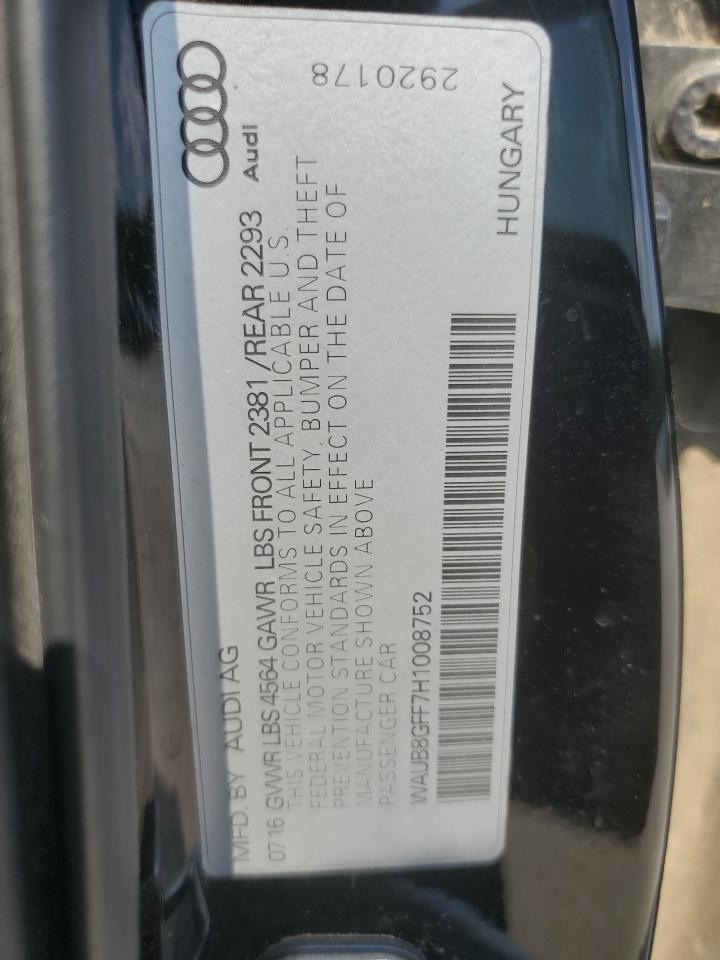 Audi
2920178
MFD. BY AUDI AG
07 16 GVWR LBS 4564 GAWR LBS FRONT 2381 /REAR 2293
THIS VEHICLE CONFORMS TO ALL APPLICABLE U.S.
FEDERAL MOTOR VEHICLE SAFETY, BUMPER AND THEFT
PREVENTION STANDARDS IN EFFECT ON THE DATE OF
MANUFACTURE SHOWN ABOVE
PASSENGER CAR
WAUB8GFF7H1008752
HUNGARY